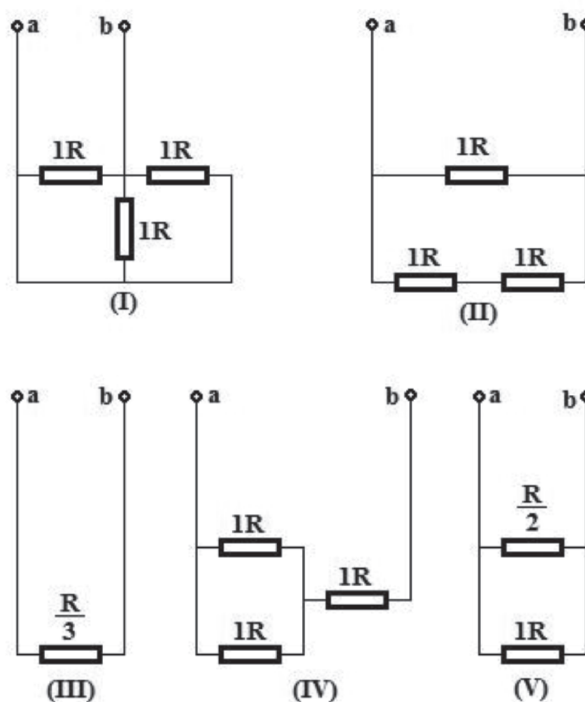 a b a b
1R 1R 1R
1R 1R 1R
(I) (II)
a b a b a b
1R R/2
1R
R/3 1R 1R
(III) (IV) (V)